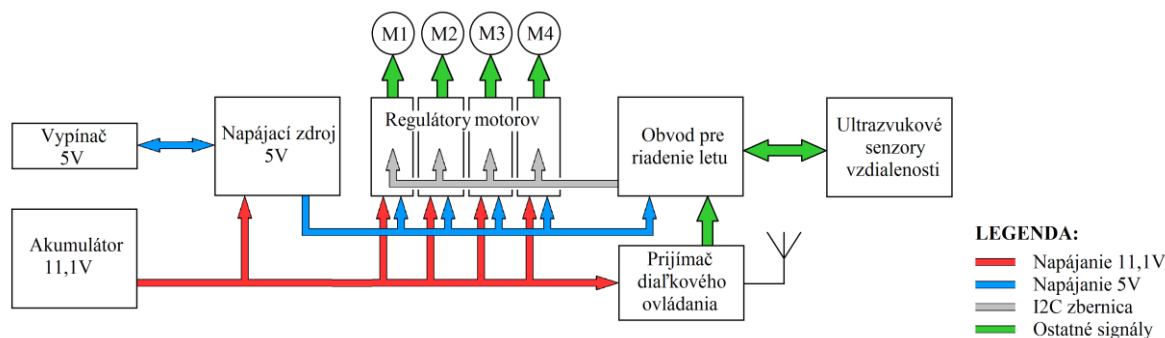 M1 M2 M3 M4
Vypínač
5V
Napájací zdroj
5V
Regulátory motorov
Obvod pre
riadenie letu
Ultrazvukové
senzory
vzdialenosti
Akumulátor
11,1V
Prijímač
diaľkového
ovládania
LEGENDA:
Napájanie 11,1V
Napájanie 5V
I2C zbernica
Ostatné signály